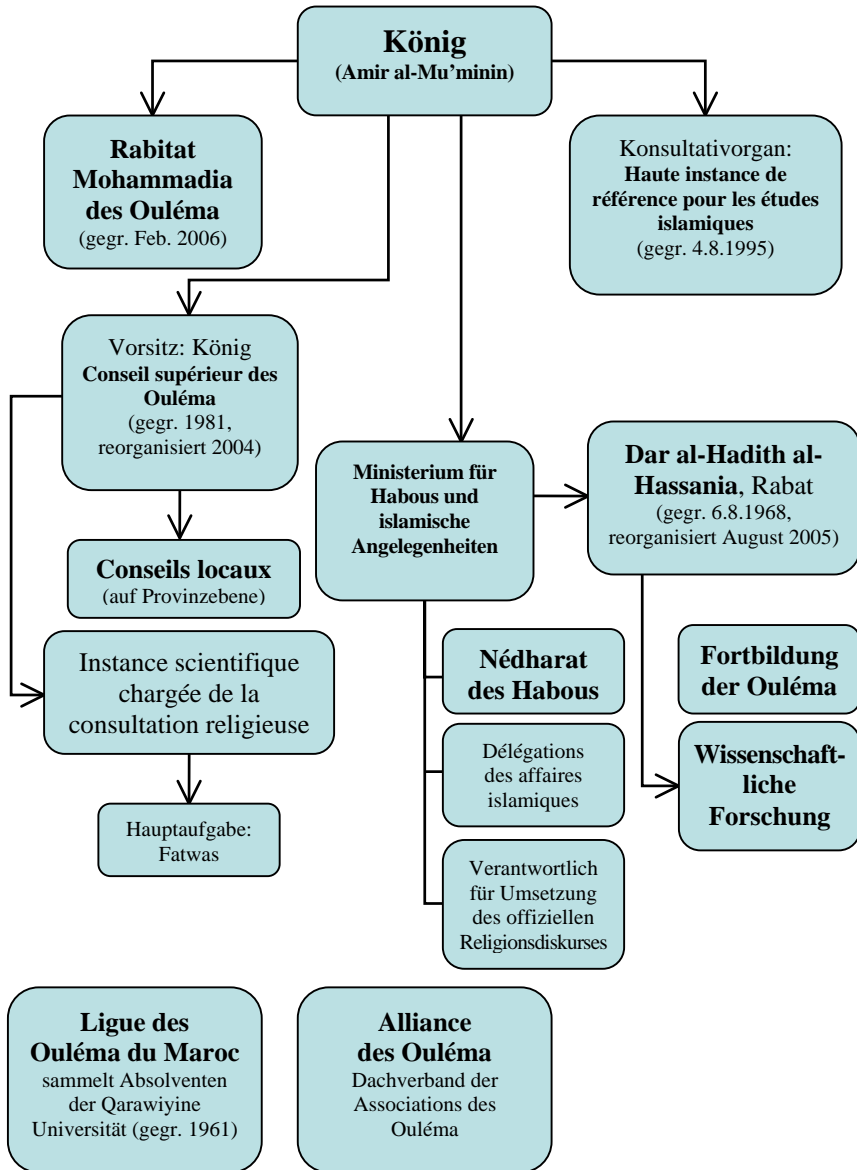 König
(Amir al-Mu’minin)
Rabitat
Mohammadia
des Ouléma
(gegr. Feb. 2006)
Konsultativorgan:
Haute instance de
référence pour les études
islamiques
(gegr. 4.8.1995)
Vorsitz: König
Conseil supérieur des
Ouléma
(gegr. 1981,
reorganisiert 2004)
Ministerium für
Habous und
islamische
Angelegenheiten
Dar al-Hadith al-
Hassania, Rabat
(gegr. 6.8.1968,
reorganisiert August 2005)
Conseils locaux
(auf Provinzebene)
Instance scientifique
chargée de la
consultation religieuse
Nédharat
des Habous
Fortbildung
der Ouléma
Délégations
des affaires
islamiques
Wissenschaft-
liche
Forschung
Hauptaufgabe:
Fatwas
Verantwortlich
für Umsetzung
des offiziellen
Religionsdiskurses
Ligue des
Ouléma du Maroc
sammelt Absolventen
der Qarawiyine
Universität (gegr. 1961)
Alliance
des Ouléma
Dachverband der
Associations des
Ouléma